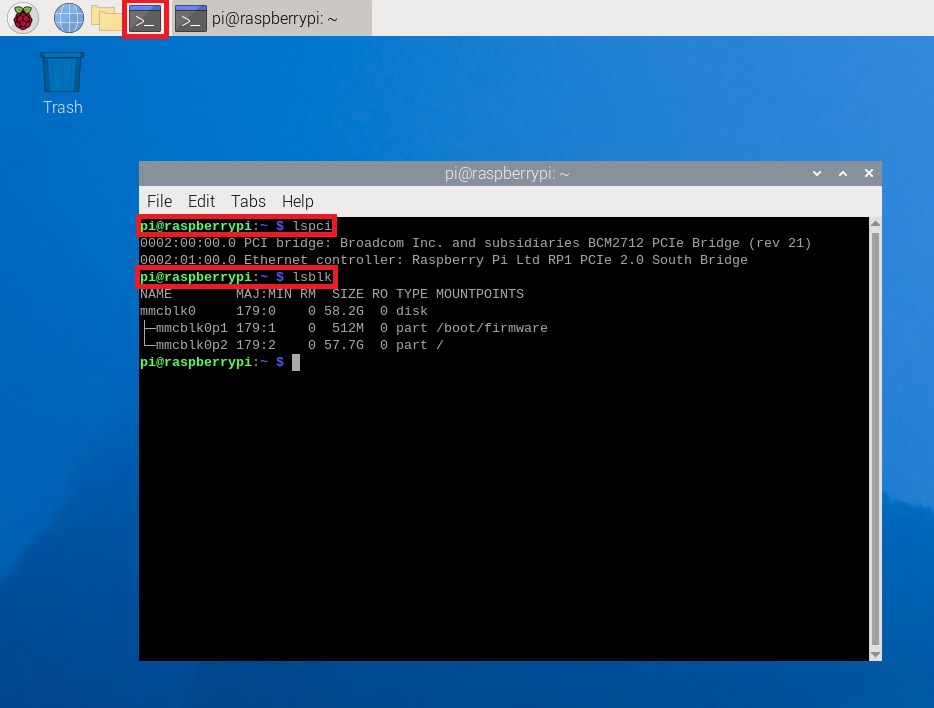 pi@raspberrypi: ~
Trash
pi@raspberrypi: ~
File Edit Tabs Help
pi@raspberrypi:~ $ lspci
0002:00:00.0 PCI bridge: Broadcom Inc. and subsidiaries BCM2712 PCIe Bridge (rev 21)
0002:01:00.0 Ethernet controller: Raspberry Pi Ltd RP1 PCIe 2.0 South Bridge
pi@raspberrypi:~ $ lsblk
NAME        MAJ:MIN RM  SIZE RO TYPE MOUNTPOINTS
mmcblk0     179:0    0 58.2G  0 disk
├─mmcblk0p1 179:1    0  512M  0 part /boot/firmware
└─mmcblk0p2 179:2    0 57.7G  0 part /
pi@raspberrypi:~ $